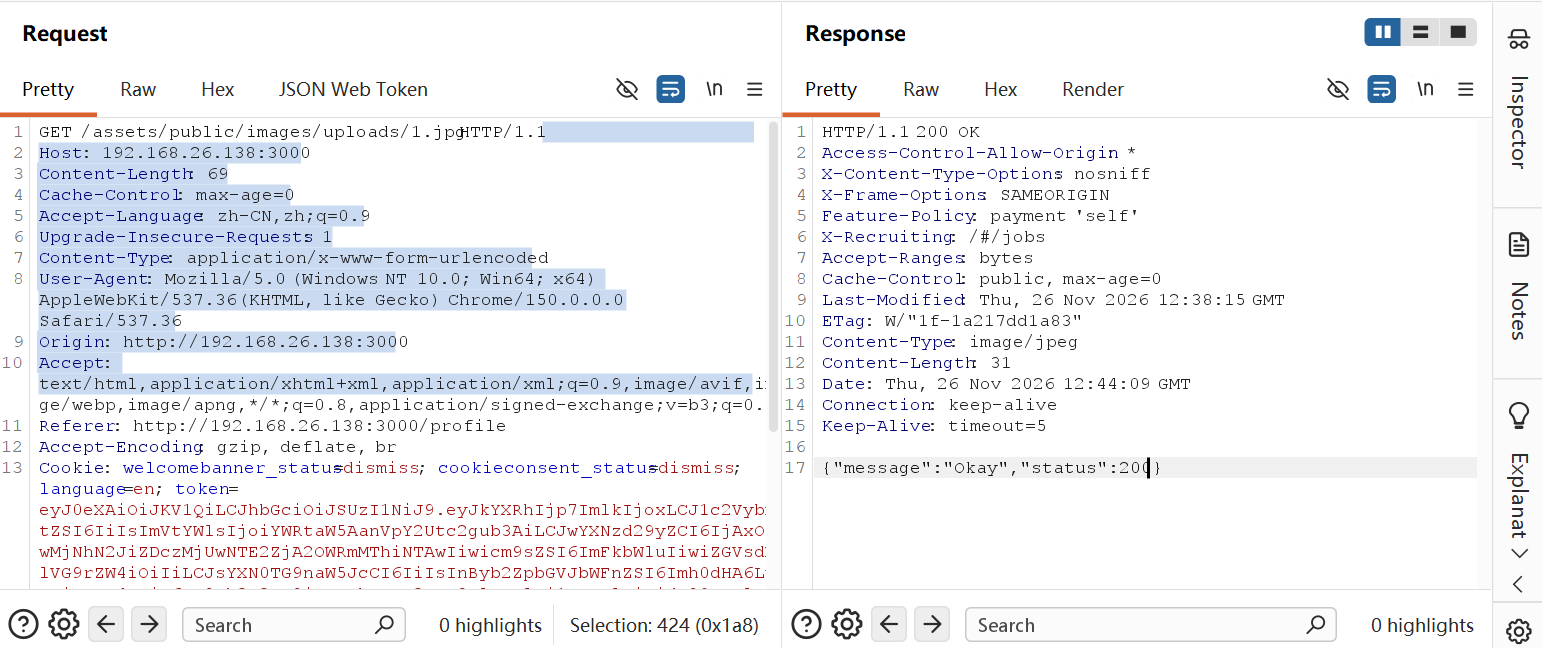 Request
Pretty Raw Hex JSON Web Token \n
1 GET /assets/public/images/uploads/1.jpg HTTP/1.1
2 Host: 192.168.26.138:3000
3 Content-Length: 69
4 Cache-Control: max-age=0
5 Accept-Language: zh-CN,zh;q=0.9
6 Upgrade-Insecure-Requests: 1
7 Content-Type: application/x-www-form-urlencoded
8 User-Agent: Mozilla/5.0 (Windows NT 10.0; Win64; x64)
AppleWebKit/537.36 (KHTML, like Gecko) Chrome/150.0.0.0
Safari/537.36
9 Origin: http://192.168.26.138:3000
10 Accept:
text/html,application/xhtml+xml,application/xml;q=0.9,image/avif,i
ge/webp,image/apng,*/*;q=0.8,application/signed-exchange;v=b3;q=0.
11 Referer: http://192.168.26.138:3000/profile
12 Accept-Encoding: gzip, deflate, br
13 Cookie: welcomebanner_status=dismiss; cookieconsent_status=dismiss;
language=en; token=
eyJ0eXAiOiJKV1QiLCJhbGciOiJSUzI1NiJ9.eyJkYXRhIjp7ImlkIjoxLCJ1c2Vyb
tZSI6IiIsImVtYWlsIjoiYWRtaW5AanVpY2Utc2gub3AiLCJwYXNzd29yZCI6IjAxO
wMjNhN2JiZDczMjUwNTE2ZjA2OWRmMThiNTAwIiwicm9sZSI6ImFkbWluIiwiZGVsd
lVG9rZW4iOiIiLCJsYXN0TG9naW5JcCI6IiIsInByb2ZpbGVJbWFnZSI6Imh0dHA6L
Search 0 highlights Selection: 424 (0x1a8)
Response
Pretty Raw Hex Render \n
1 HTTP/1.1 200 OK
2 Access-Control-Allow-Origin: *
3 X-Content-Type-Options: nosniff
4 X-Frame-Options: SAMEORIGIN
5 Feature-Policy: payment 'self'
6 X-Recruiting: /#/jobs
7 Accept-Ranges: bytes
8 Cache-Control: public, max-age=0
9 Last-Modified: Thu, 26 Nov 2026 12:38:15 GMT
10 ETag: W/"1f-1a217dd1a83"
11 Content-Type: image/jpeg
12 Content-Length: 31
13 Date: Thu, 26 Nov 2026 12:44:09 GMT
14 Connection: keep-alive
15 Keep-Alive: timeout=5
16
17 {"message":"Okay","status":200}
Search 0 highlights
Inspector
Notes
Explanat